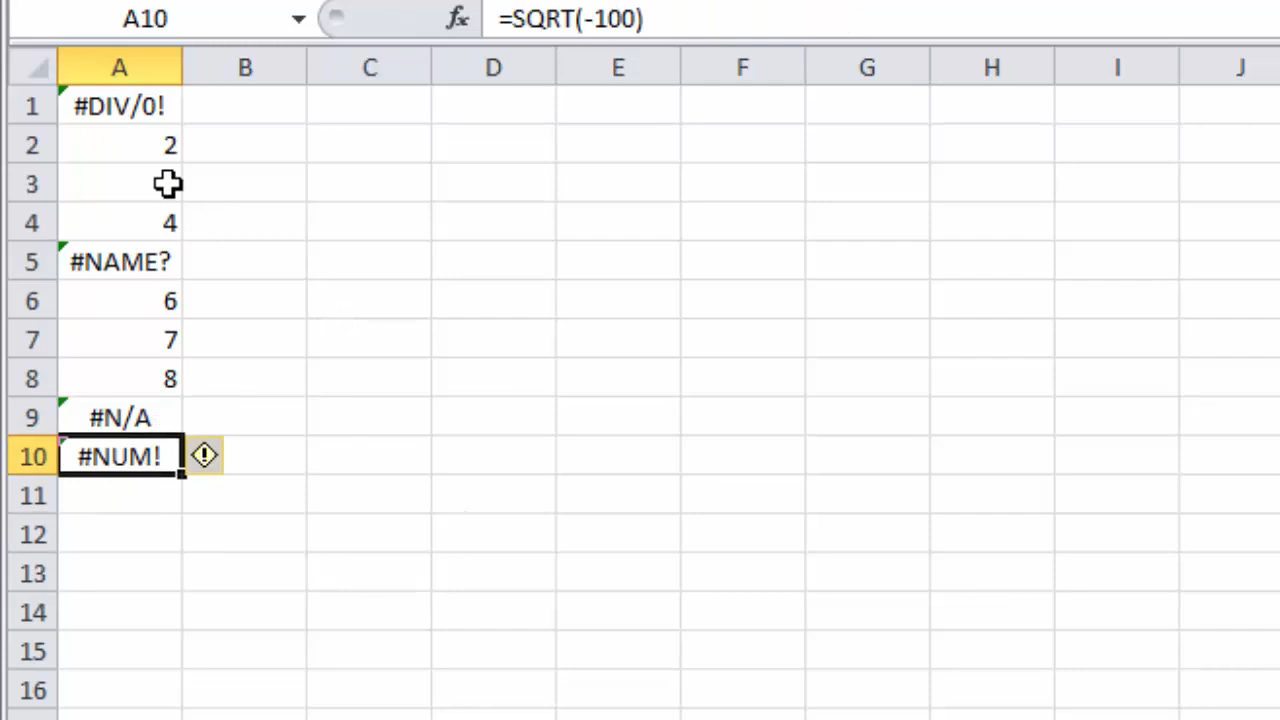 A10 fx =SQRT(-100)
A B C D E F G H I J
1 #DIV/0!
2 2
3
4 4
5 #NAME?
6 6
7 7
8 8
9 #N/A
10 #NUM!
11
12
13
14
15
16